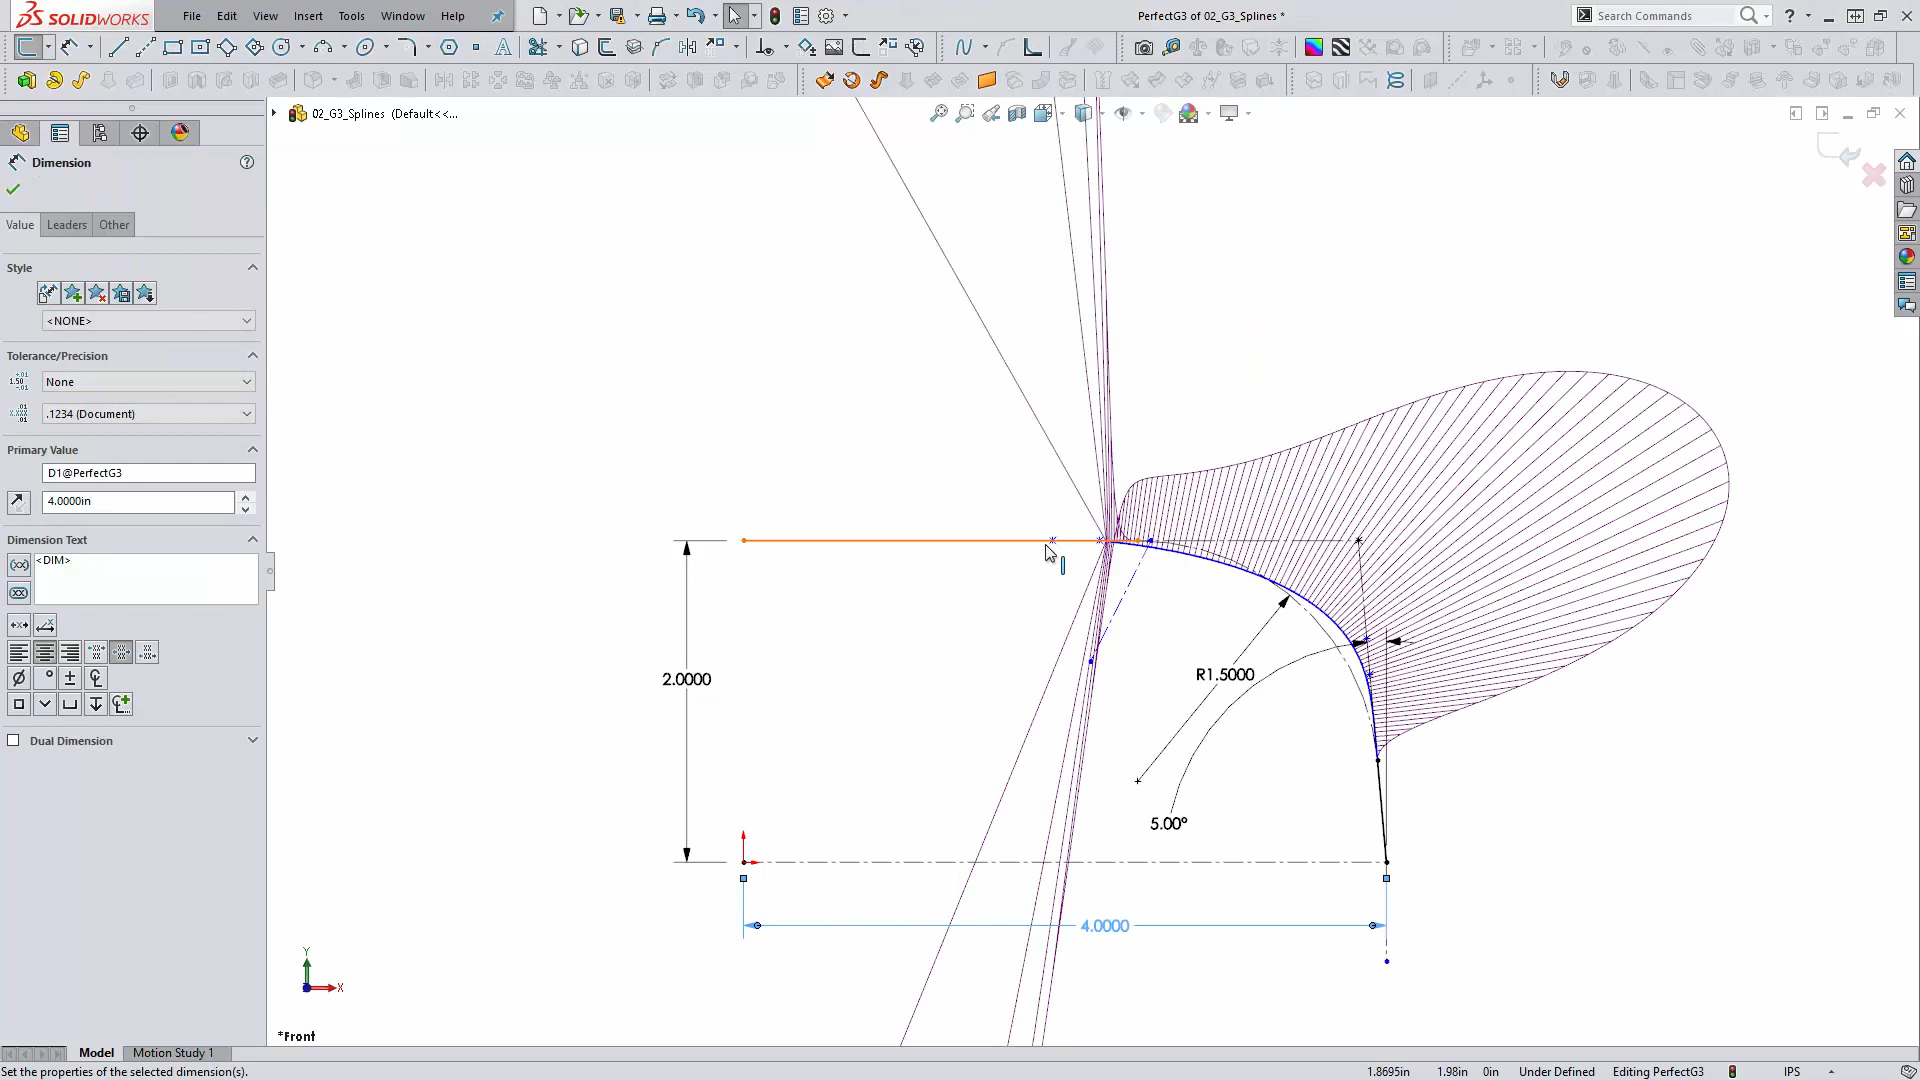 SOLIDWORKS
File Edit View Insert Tools Window Help
PerfectG3 of 02_G3_Splines *
Search Commands
02_G3_Splines (Default<<...
Dimension
Value Leaders Other
Style
<NONE>
Tolerance/Precision
None
.1234 (Document)
Primary Value
D1@PerfectG3
4.0000in
Dimension Text
<DIM>
Dual Dimension
2.0000
R1.5000
5.00°
4.0000
Y
X
*Front
Model Motion Study 1
Set the properties of the selected dimension(s).
1.8695in 1.98in 0in Under Defined Editing PerfectG3 IPS